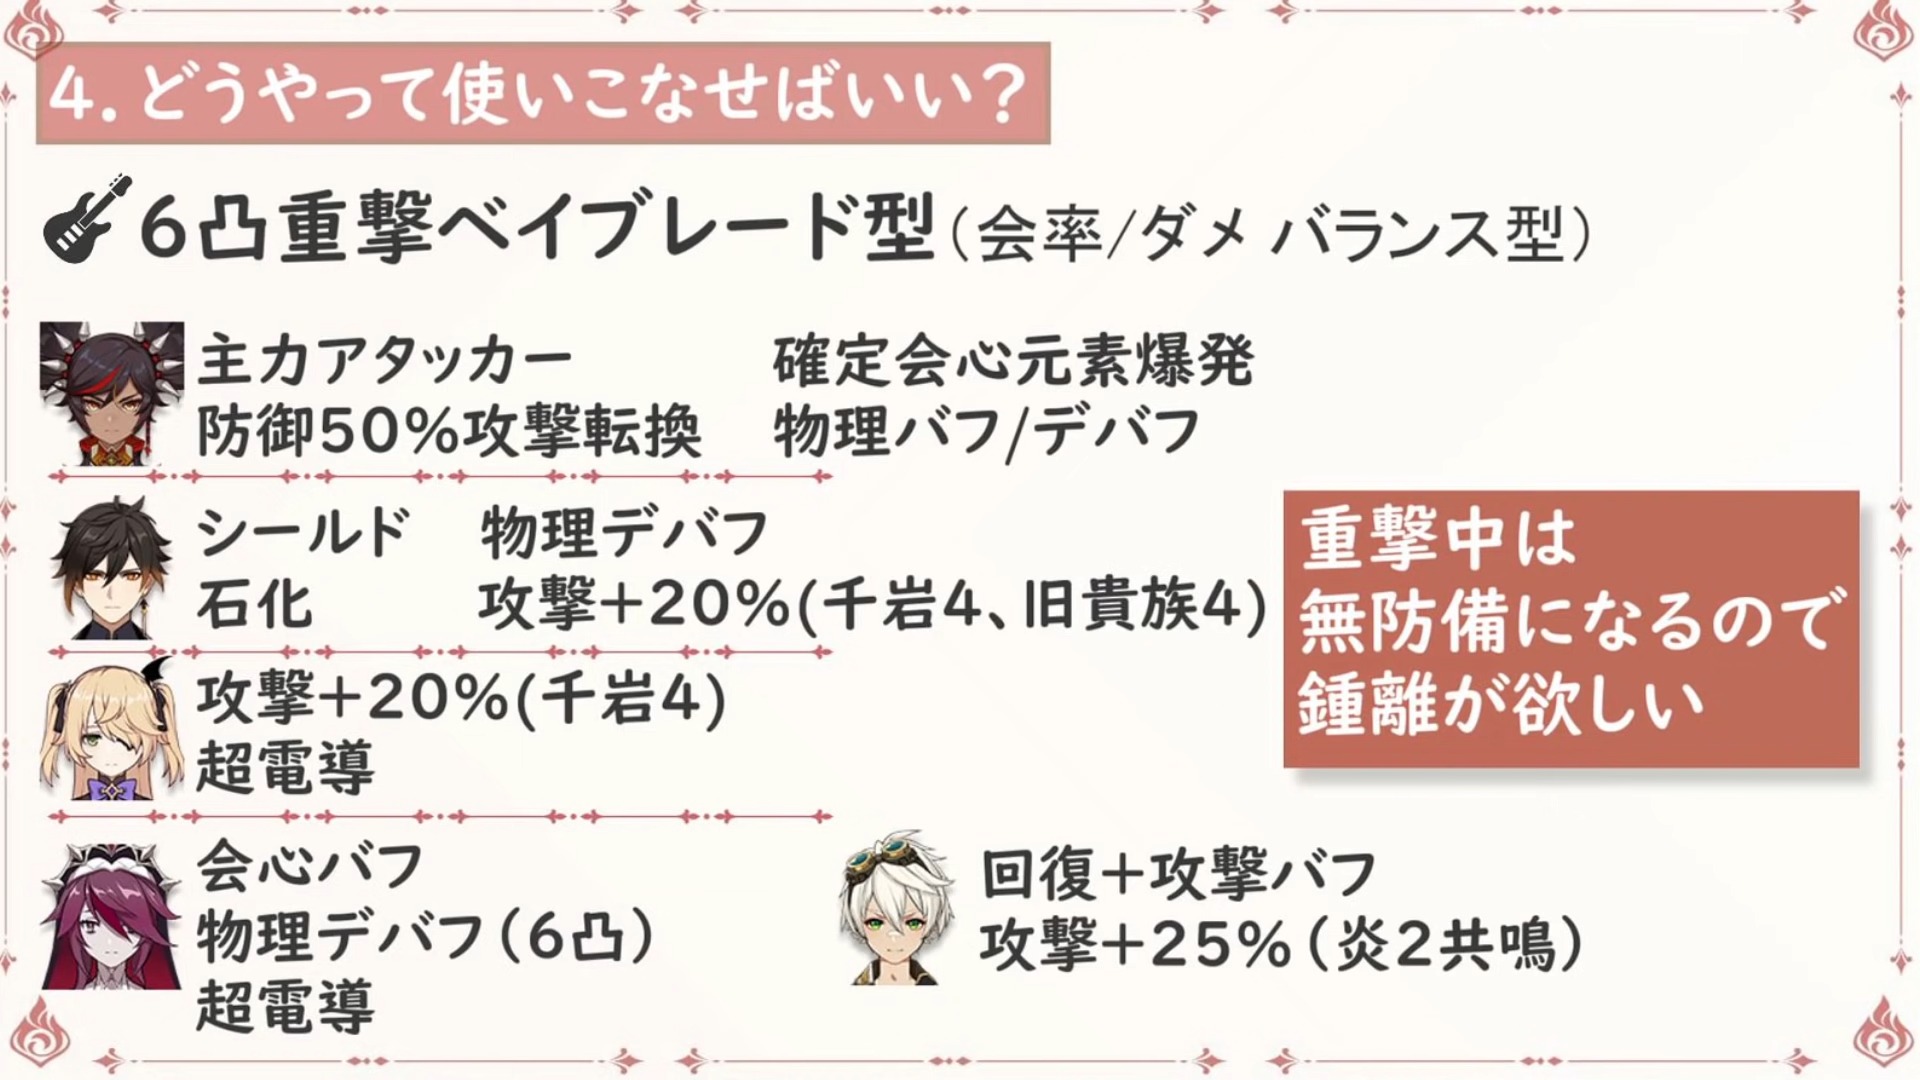 4. どうやって使いこなせばいい?
6凸重撃ベイブレード型(会率/ダメ バランス型)
主力アタッカー 確定会心元素爆発
防御50%攻撃転換 物理バフ/デバフ
シールド 物理デバフ
石化 攻撃+20%(千岩4、旧貴族4)
重撃中は
無防備になるので
鍾離が欲しい
攻撃+20%(千岩4)
超電導
会心バフ
物理デバフ(6凸)
超電導
回復+攻撃バフ
攻撃+25%(炎2共鳴)